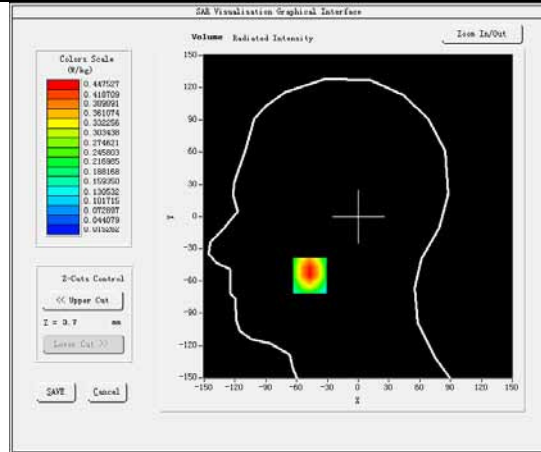 SAR Visualisation Graphical Interface
Volume Radiated Intensity
Zoom In/Out
Colors Scale
(W/kg)
0.447527
0.418709
0.389891
0.361074
0.332256
0.303438
0.274621
0.245803
0.216985
0.188168
0.159350
0.130532
0.101715
0.072897
0.044079
0.015262
Z-Cuts Control
<< Upper Cut
Z = 3.7 mm
Lower Cut >>
SAVE Cancel
150
120
90
60
30
Y 0
-30
-60
-90
-120
-150
-150 -120 -90 -60 -30 0 30 60 90 120 150
X